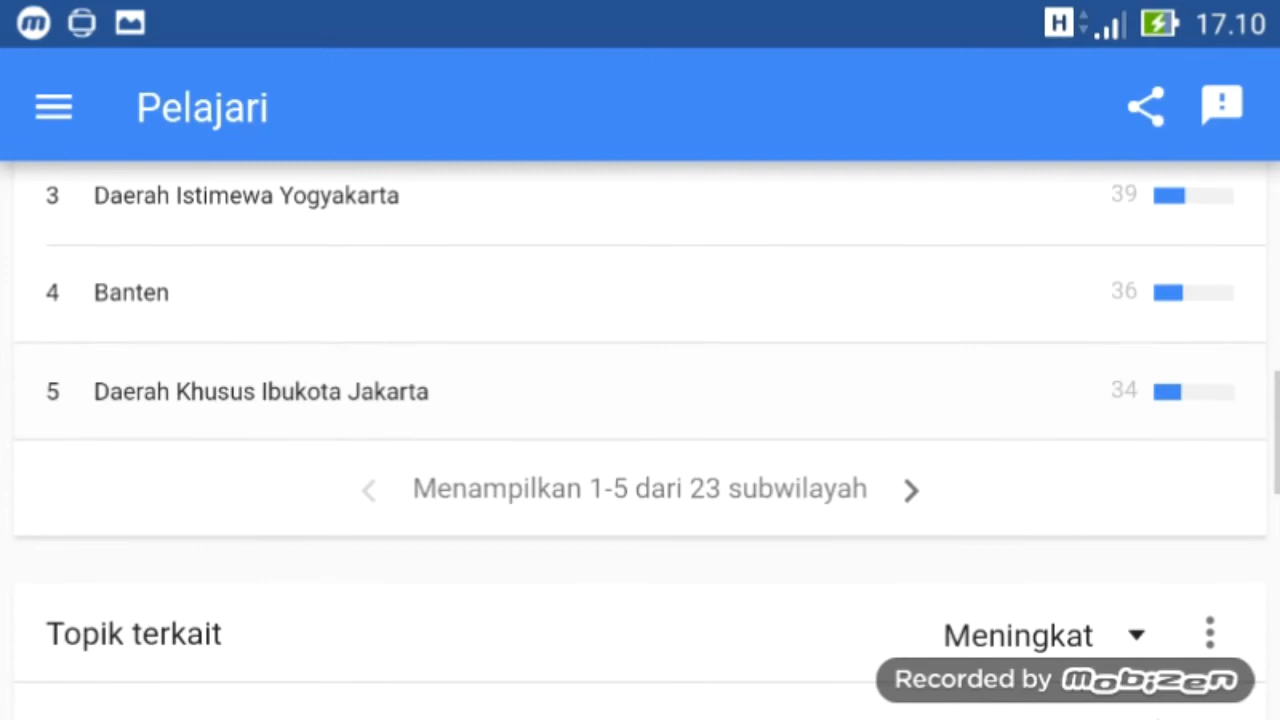 H 17.10
Pelajari
3 Daerah Istimewa Yogyakarta 39
4 Banten 36
5 Daerah Khusus Ibukota Jakarta 34
Menampilkan 1-5 dari 23 subwilayah
Topik terkait Meningkat
Recorded by mobizen